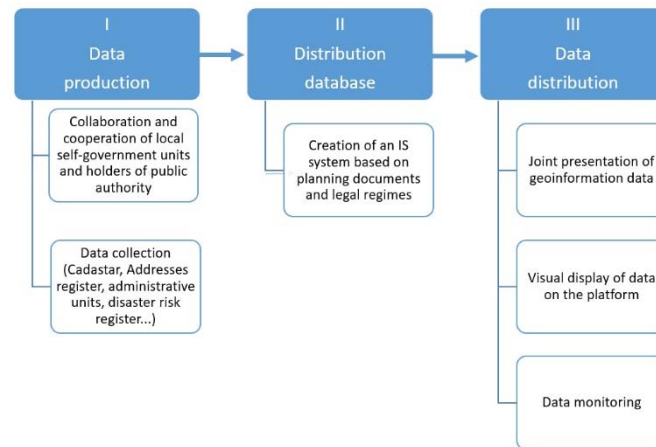 I
Data
production
Collaboration and
cooperation of local
self-government units
and holders of public
authority
Data collection
(Cadastar, Addresses
register, administrative
units, disaster risk
register...)
II
Distribution
database
Creation of an IS
system based on
planning documents
and legal regimes
III
Data
distribution
Joint presentation of
geoinformation data
Visual display of data
on the platform
Data monitoring